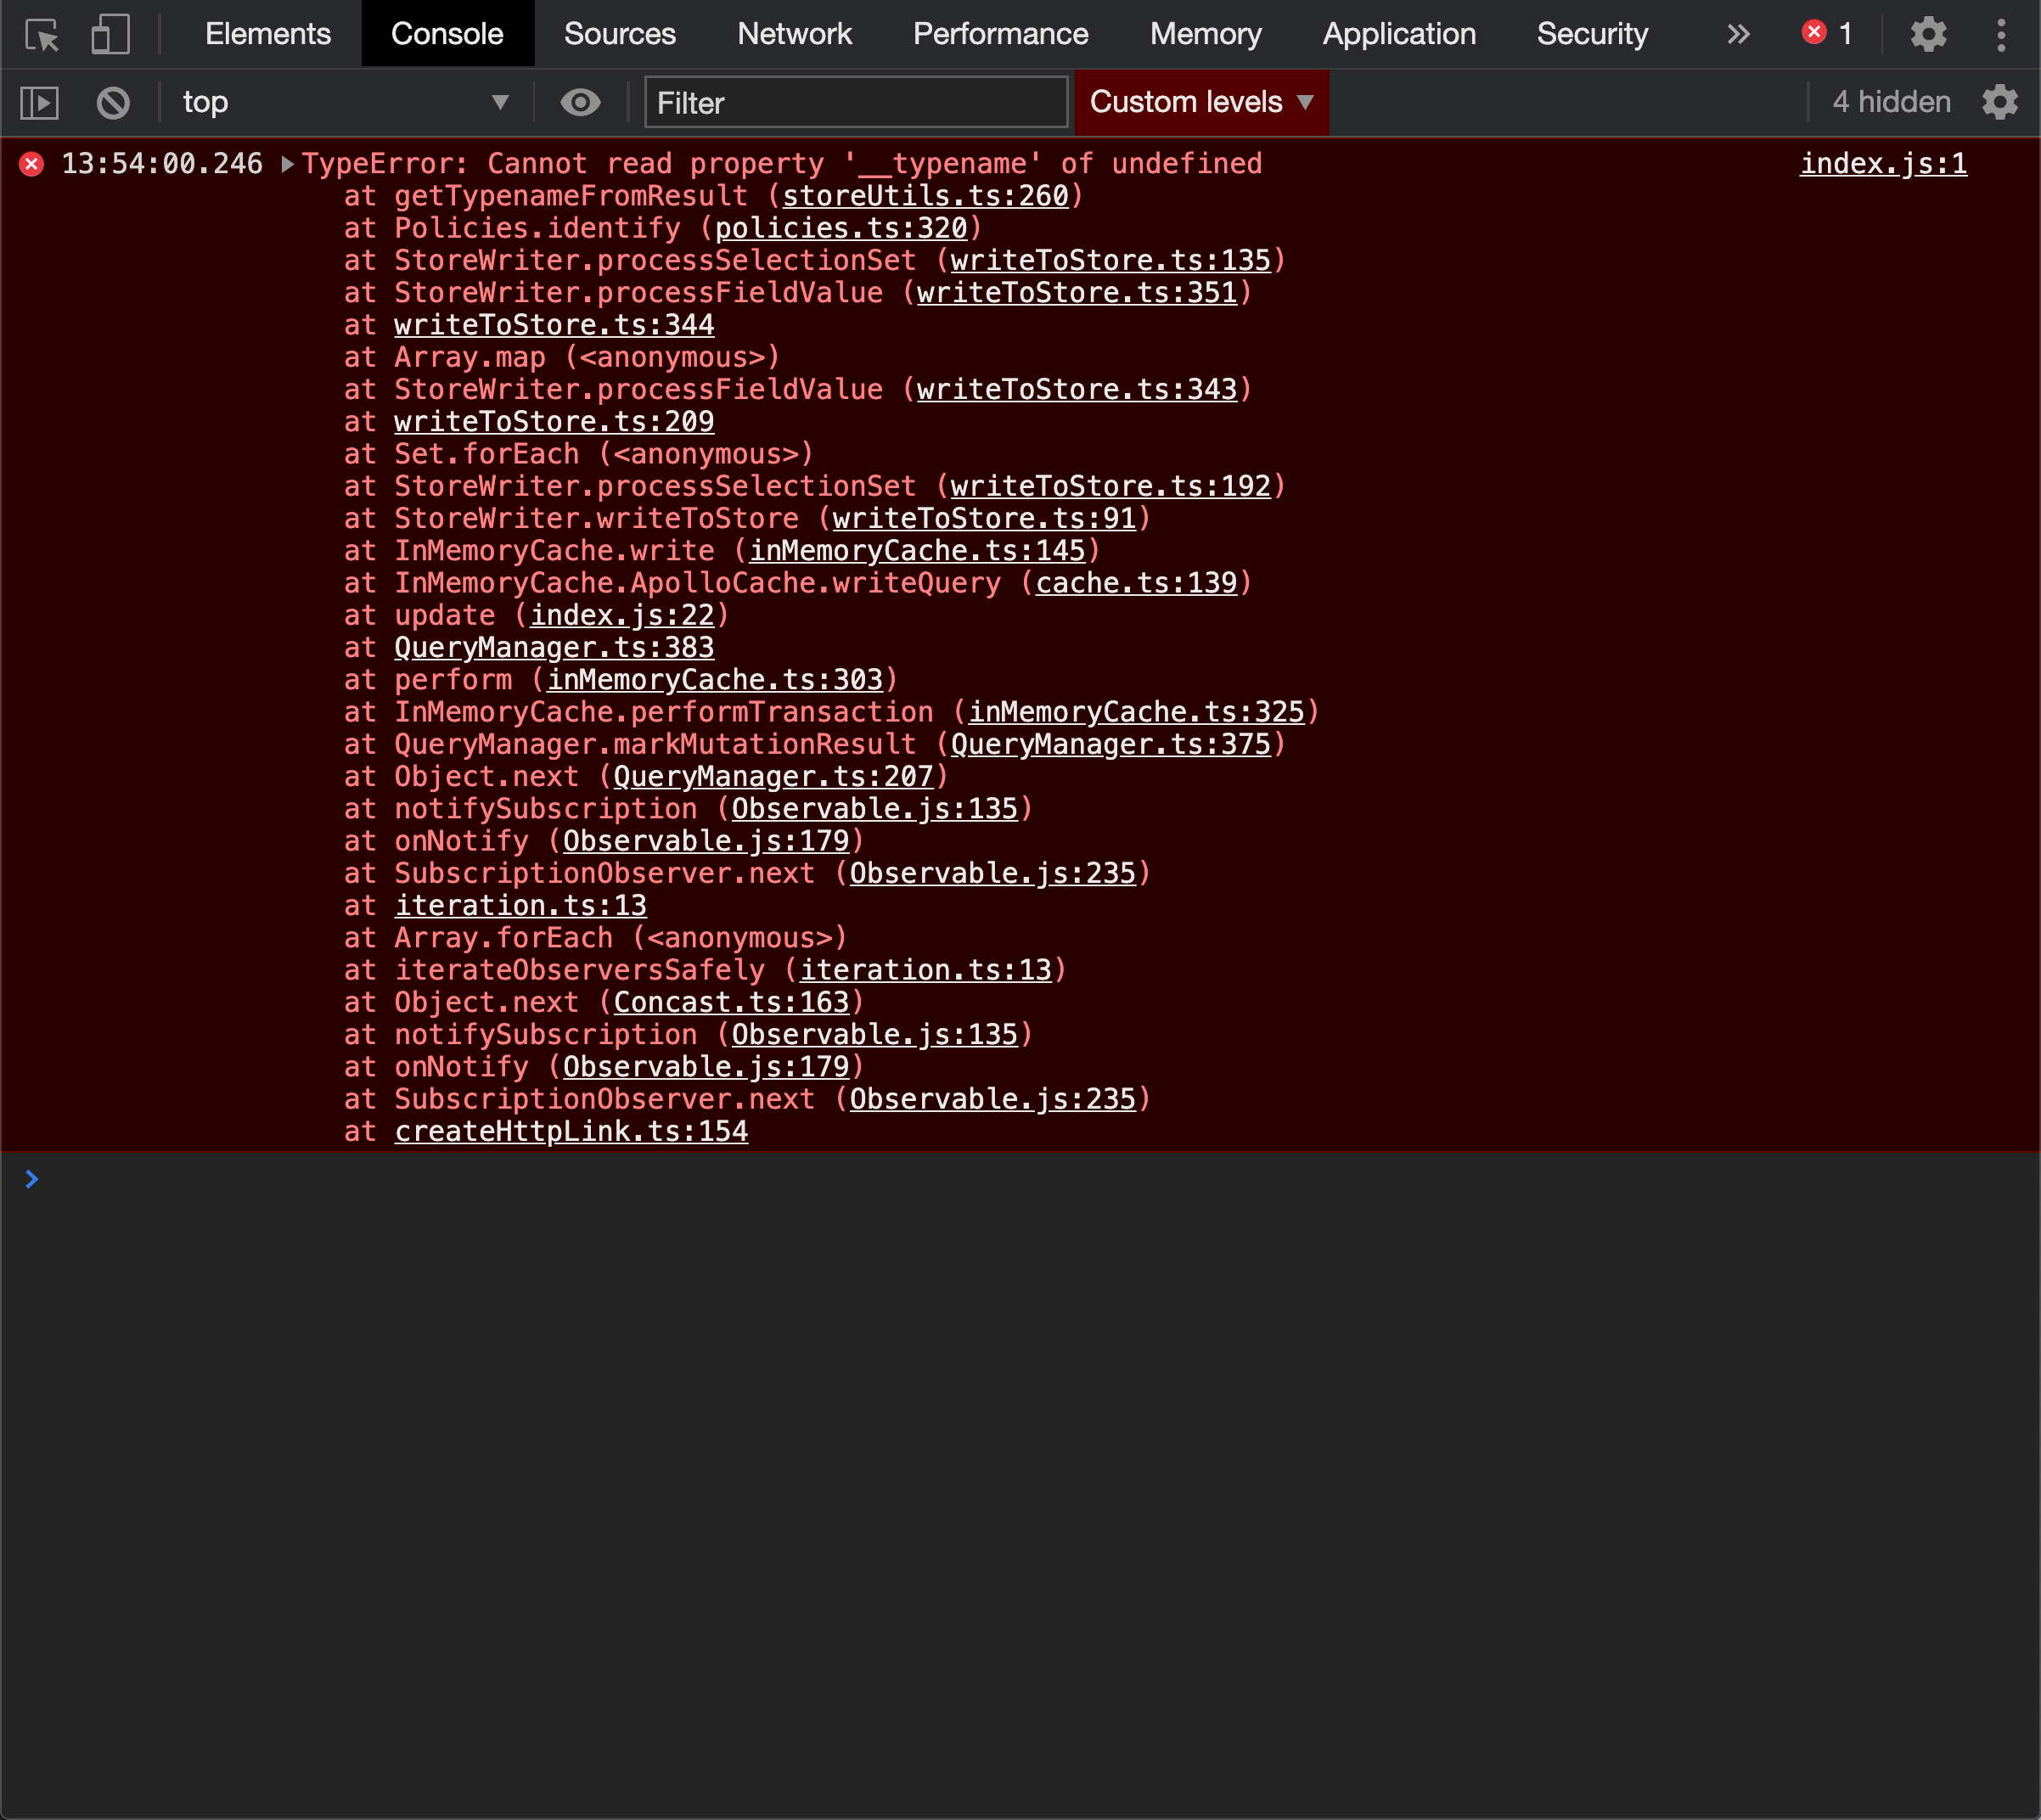 Elements Console Sources Network Performance Memory Application Security » 1
top Filter Custom levels 4 hidden
13:54:00.246 TypeError: Cannot read property '__typename' of undefined index.js:1
at getTypenameFromResult (storeUtils.ts:260)
at Policies.identify (policies.ts:320)
at StoreWriter.processSelectionSet (writeToStore.ts:135)
at StoreWriter.processFieldValue (writeToStore.ts:351)
at writeToStore.ts:344
at Array.map (<anonymous>)
at StoreWriter.processFieldValue (writeToStore.ts:343)
at writeToStore.ts:209
at Set.forEach (<anonymous>)
at StoreWriter.processSelectionSet (writeToStore.ts:192)
at StoreWriter.writeToStore (writeToStore.ts:91)
at InMemoryCache.write (inMemoryCache.ts:145)
at InMemoryCache.ApolloCache.writeQuery (cache.ts:139)
at update (index.js:22)
at QueryManager.ts:383
at perform (inMemoryCache.ts:303)
at InMemoryCache.performTransaction (inMemoryCache.ts:325)
at QueryManager.markMutationResult (QueryManager.ts:375)
at Object.next (QueryManager.ts:207)
at notifySubscription (Observable.js:135)
at onNotify (Observable.js:179)
at SubscriptionObserver.next (Observable.js:235)
at iteration.ts:13
at Array.forEach (<anonymous>)
at iterateObserversSafely (iteration.ts:13)
at Object.next (Concast.ts:163)
at notifySubscription (Observable.js:135)
at onNotify (Observable.js:179)
at SubscriptionObserver.next (Observable.js:235)
at createHttpLink.ts:154